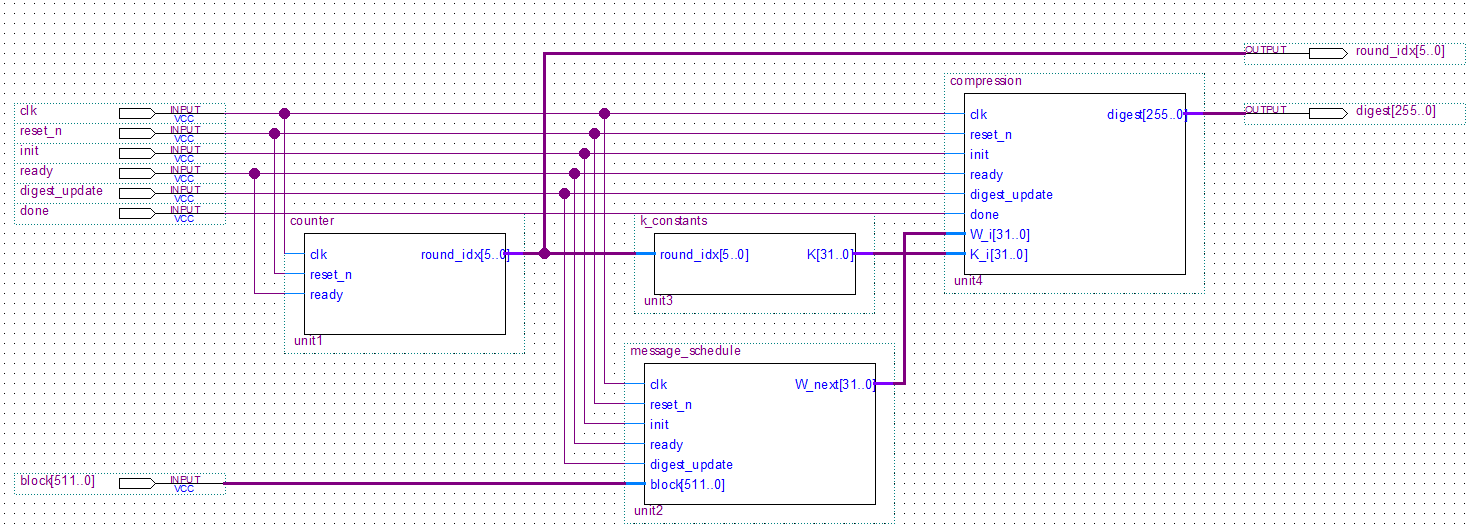 OUTPUT round_idx[5..0]
compression
clk INPUT VCC
clk digest[255..0] OUTPUT digest[255..0]
reset_n INPUT VCC
reset_n
init INPUT VCC
init
ready INPUT VCC
ready
digest_update INPUT VCC
digest_update
done INPUT VCC
done
counter
k_constants
W_i[31..0]
clk round_idx[5..0]
round_idx[5..0] K[31..0]
K_i[31..0]
reset_n
unit4
ready
unit3
unit1
message_schedule
clk W_next[31..0]
reset_n
init
ready
digest_update
block[511..0] INPUT VCC
block[511..0]
unit2